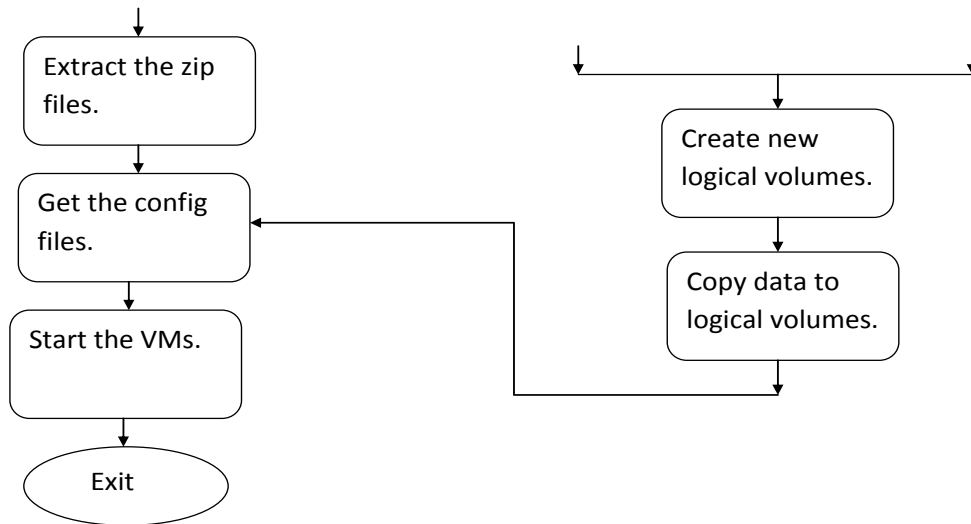 Extract the zip
files.
Get the config
files.
Start the VMs.
Exit
Create new
logical volumes.
Copy data to
logical volumes.